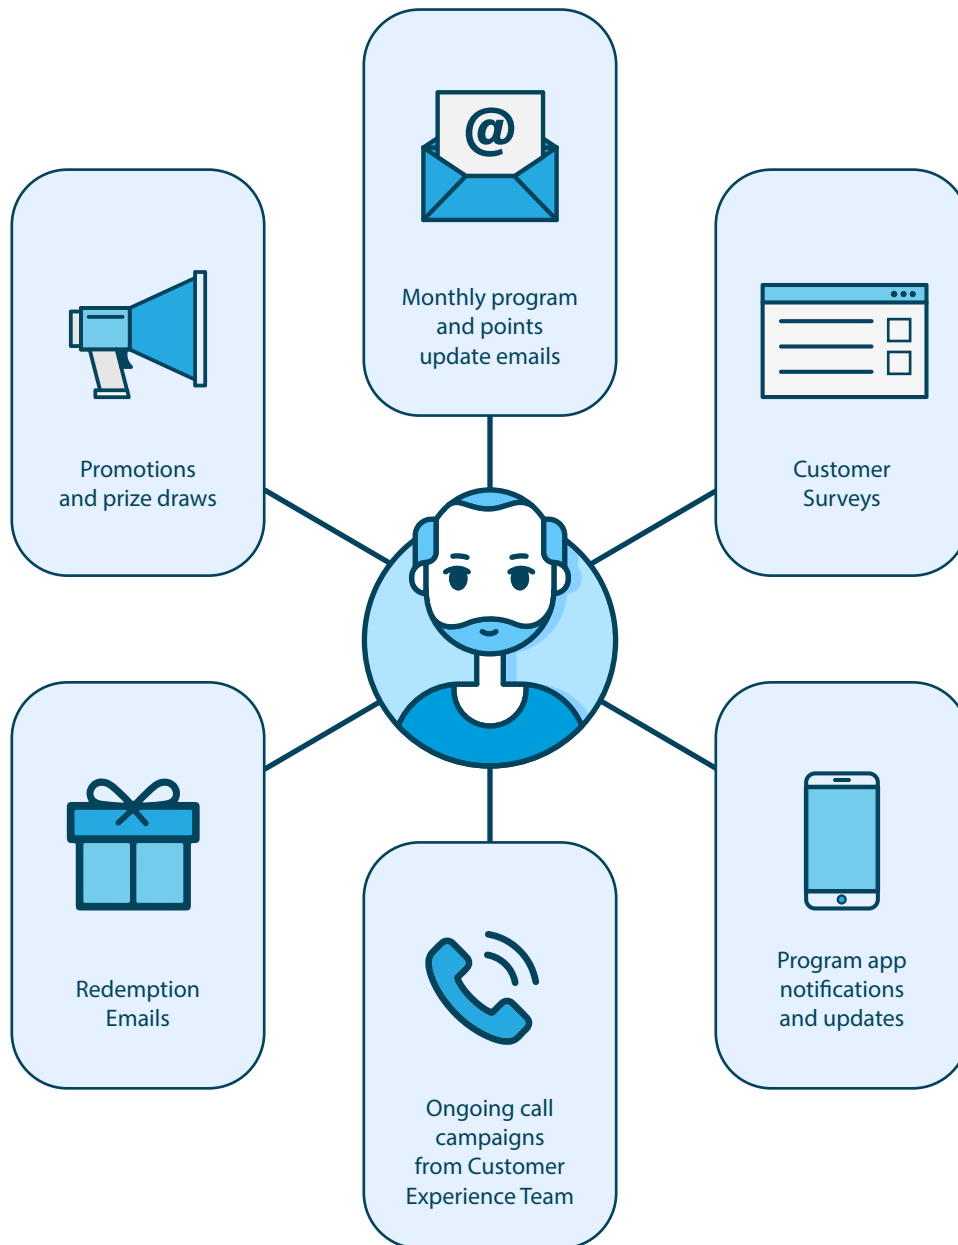 @
Monthly program
and points
update emails
Promotions
and prize draws
Customer
Surveys
Redemption
Emails
Program app
notifications
and updates
Ongoing call
campaigns
from Customer
Experience Team